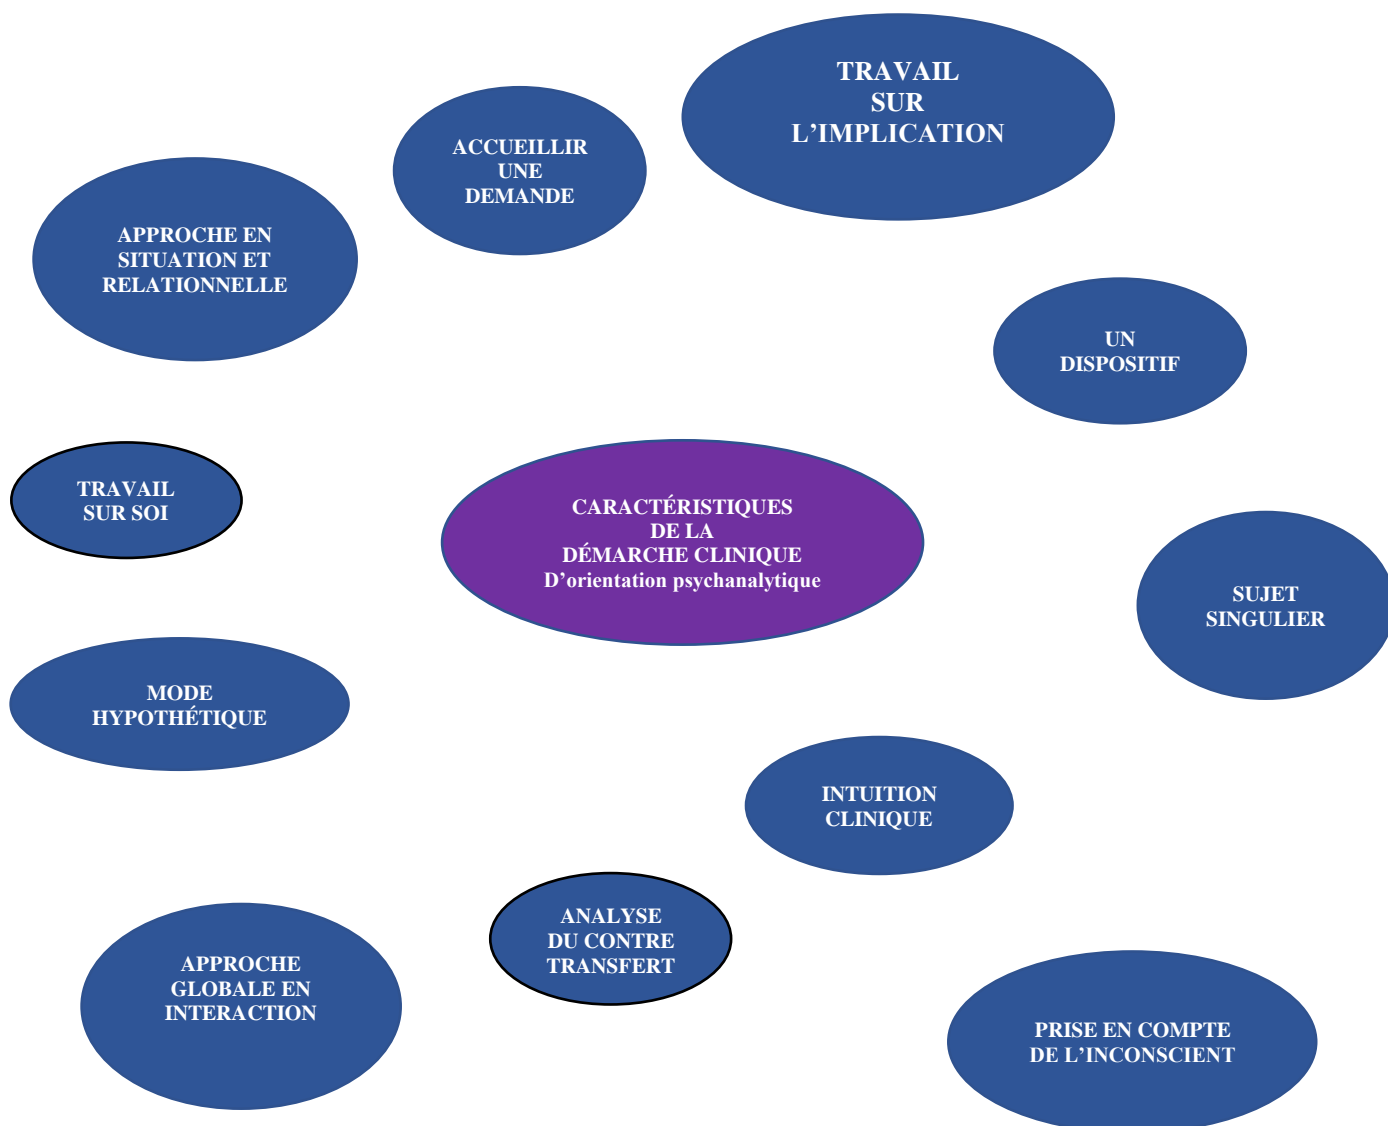 TRAVAIL
SUR
L’IMPLICATION
ACCUEILLIR
UNE
DEMANDE
APPROCHE EN
SITUATION ET
RELATIONNELLE
UN
DISPOSITIF
TRAVAIL
SUR SOI
CARACTÉRISTIQUES
DE LA
DÉMARCHE CLINIQUE
D’orientation psychanalytique
SUJET
SINGULIER
MODE
HYPOTHÉTIQUE
INTUITION
CLINIQUE
ANALYSE
DU CONTRE
TRANSFERT
APPROCHE
GLOBALE EN
INTERACTION
PRISE EN COMPTE
DE L’INCONSCIENT